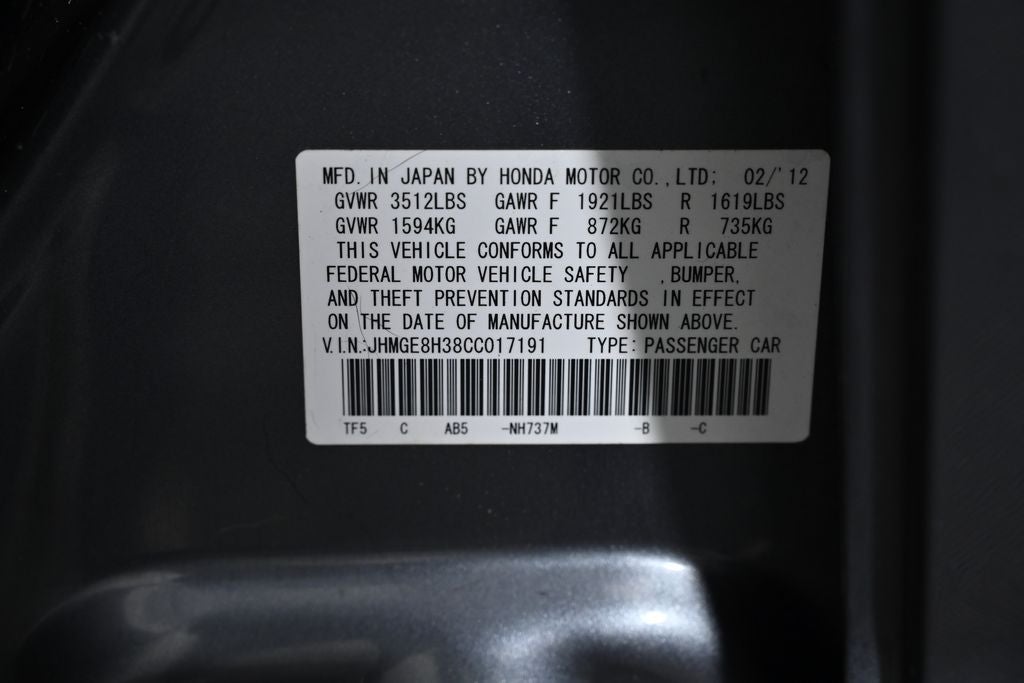 MFD. IN JAPAN BY HONDA MOTOR CO., LTD; 02/'12
GVWR 3512LBS GAWR F 1921LBS R 1619LBS
GVWR 1594KG GAWR F 872KG R 735KG
THIS VEHICLE CONFORMS TO ALL APPLICABLE
FEDERAL MOTOR VEHICLE SAFETY , BUMPER,
AND THEFT PREVENTION STANDARDS IN EFFECT
ON THE DATE OF MANUFACTURE SHOWN ABOVE.
V.I.N.:JHMGE8H38CC017191 TYPE: PASSENGER CAR
TF5 C AB5 -NH737M -B -C